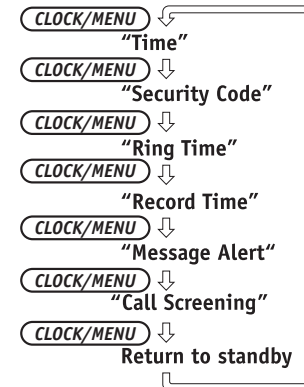 CLOCK/MENU
“Time”
CLOCK/MENU
“Security Code”
CLOCK/MENU
“Ring Time”
CLOCK/MENU
“Record Time”
CLOCK/MENU
“Message Alert“
CLOCK/MENU
“Call Screening”
CLOCK/MENU
Return to standby